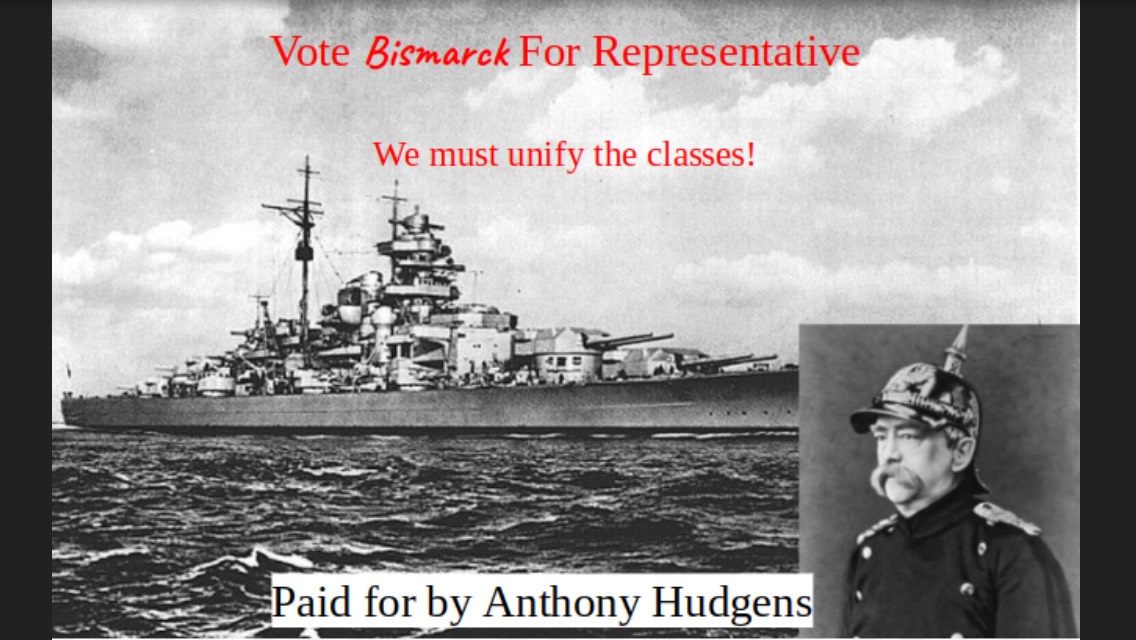 Vote Bismarck For Representative
We must unify the classes!
Paid for by Anthony Hudgens